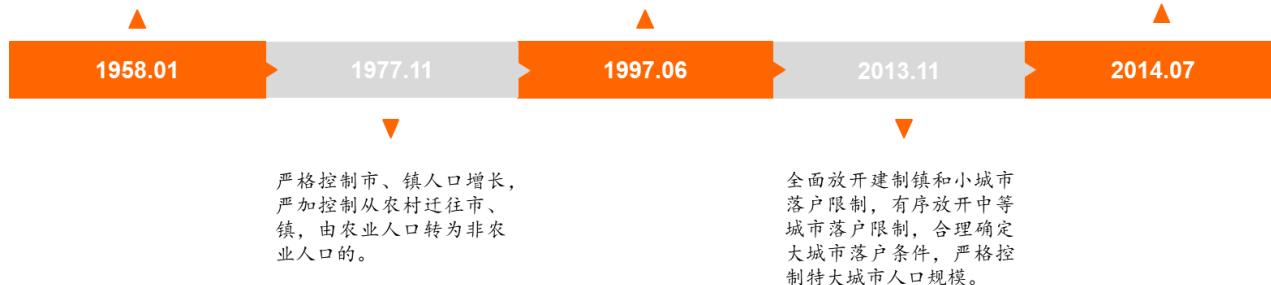 1958.01
1977.11
1997.06
2013.11
2014.07
严格控制市、镇人口增长，
严加控制从农村迁往市、
镇，由农业人口转为非农
业人口的。
全面放开建制镇和小城市
落户限制，有序放开中等
城市落户限制，合理确定
大城市落户条件，严格控
制特大城市人口规模。